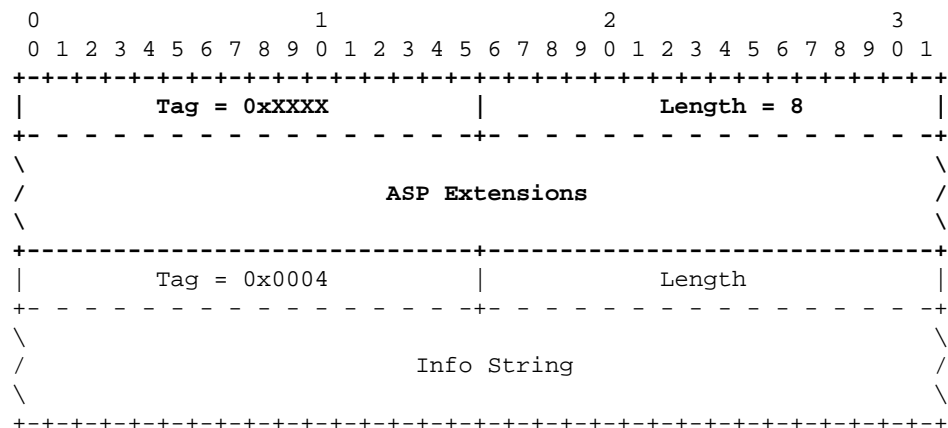 0 1 2 3
0 1 2 3 4 5 6 7 8 9 0 1 2 3 4 5 6 7 8 9 0 1 2 3 4 5 6 7 8 9 0 1
+-+-+-+-+-+-+-+-+-+-+-+-+-+-+-+-+-+-+-+-+-+-+-+-+-+-+-+-+-+-+-+-+
| Tag = 0xXXXX | Length = 8 |
+- - - - - - - - - - - - - - - -+- - - - - - - - - - - - - - - -+
\ \
/ ASP Extensions /
\ \
+-------------------------------+-------------------------------+
| Tag = 0x0004 | Length |
+- - - - - - - - - - - - - - - -+- - - - - - - - - - - - - - - -+
\ \
/ Info String /
\ \
+-+-+-+-+-+-+-+-+-+-+-+-+-+-+-+-+-+-+-+-+-+-+-+-+-+-+-+-+-+-+-+-+